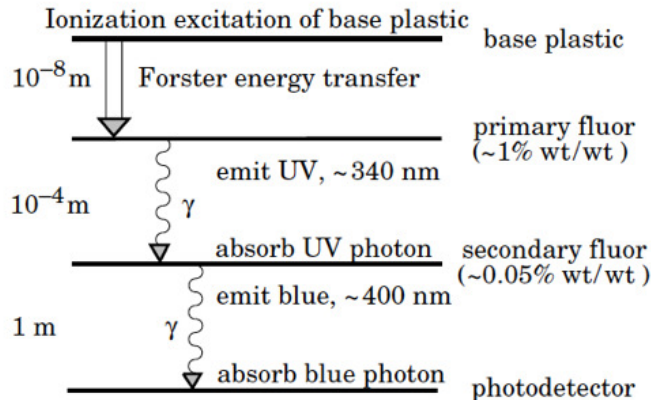 Ionization excitation of base plastic
base plastic
10⁻⁸ m
Forster energy transfer
primary fluor
(~1% wt/wt )
emit UV, ~340 nm
10⁻⁴ m
γ
absorb UV photon
secondary fluor
(~0.05% wt/wt )
emit blue, ~400 nm
1 m
γ
absorb blue photon
photodetector